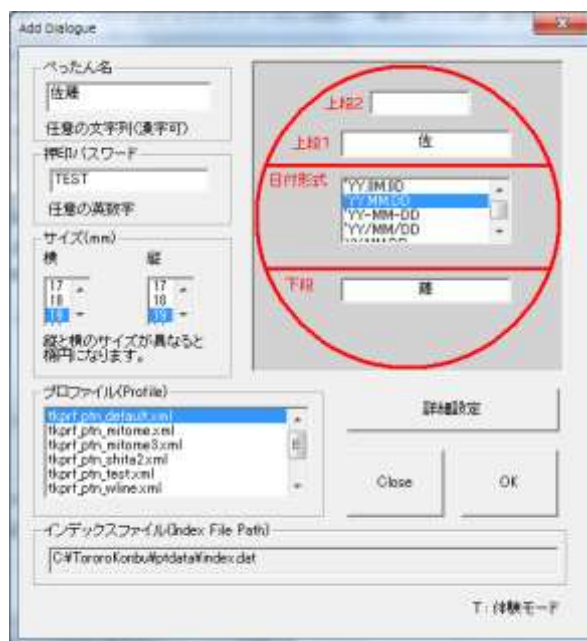 Add Dialogue
ぺったん名
佐藤
任意の文字列(漢字可)
押印パスワード
TEST
任意の英数字
サイズ(mm)
横
縦
17
18
19
17
18
19
縦と横のサイズが異なると
楕円になります。
上段2
上段1
佐
日付形式
'YY.MM.DD
'YY-MM-DD
'YY/MM/DD
下段
藤
プロファイル(Profile)
tkprf_ptn_default.xml
tkprf_ptn_mitome.xml
tkprf_ptn_mitome3.xml
tkprf_ptn_shita2.xml
tkprf_ptn_test.xml
tkprf_ptn_wline.xml
詳細設定
Close
OK
インデックスファイル(Index File Path)
C:¥TororoKonbu¥ptdata¥index.dat
T : 体験モード